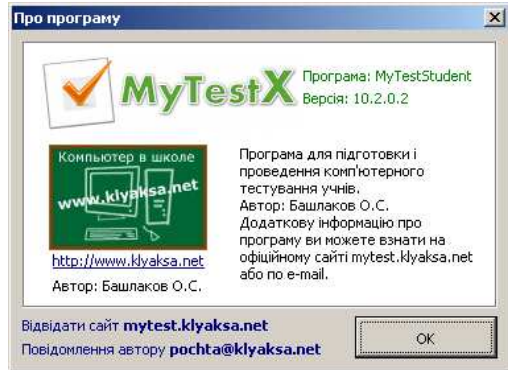 Про програму
MyTestX
Програма: MyTestStudent
Версія: 10.2.0.2
Компьютер в школе
www.klyaksa.net
http://www.klyaksa.net
Автор: Башлаков О.С.
Програма для підготовки і
проведення комп'ютерного
тестування учнів.
Автор: Башлаков О.С.
Додаткову інформацію про
програму ви можете взнати на
офіційному сайті mytest.klyaksa.net
або по e-mail.
Відвідати сайт mytest.klyaksa.net
Повідомлення автору pochta@klyaksa.net
OK